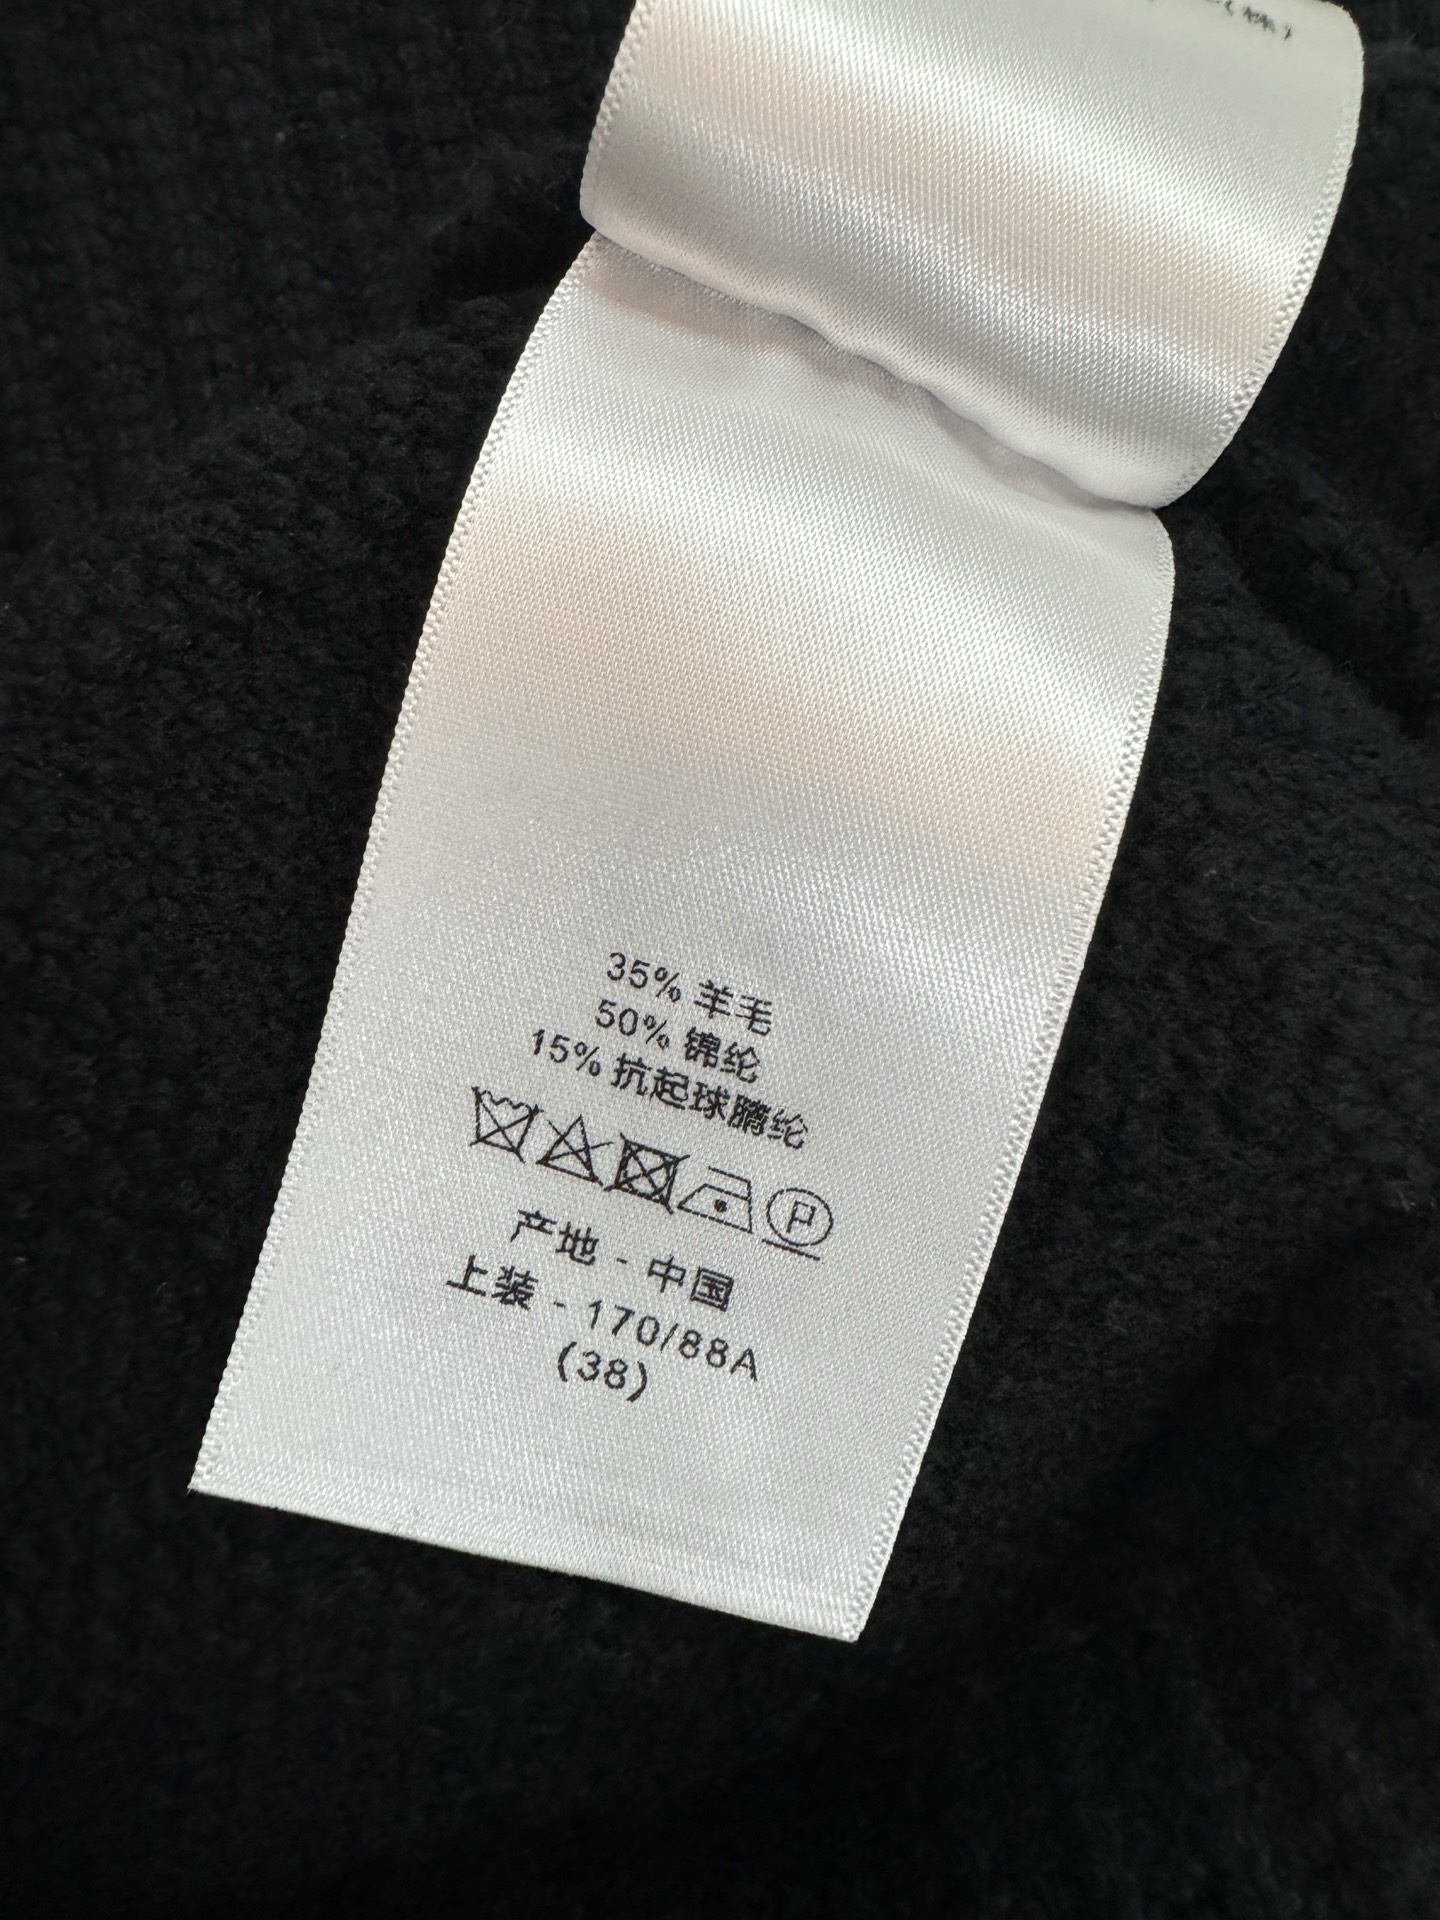 35% 羊毛
50% 锦纶
15% 抗起球腈纶
P
产地 - 中国
上装 - 170/88A
(38)